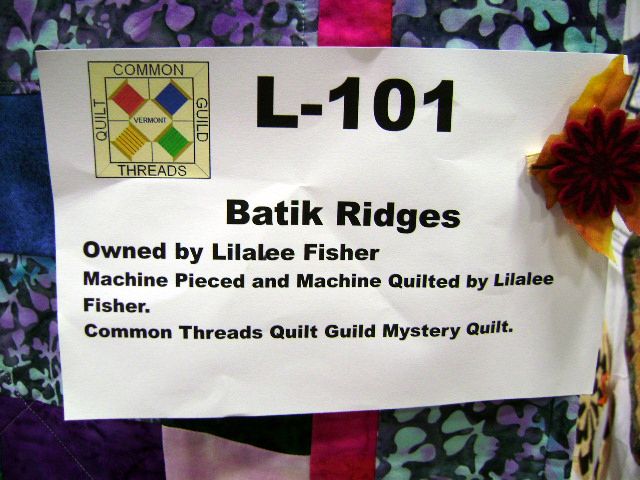 COMMON
QUILT
GUILD
VERMONT
THREADS
L-101
Batik Ridges
Owned by Lilalee Fisher
Machine Pieced and Machine Quilted by Lilalee
Fisher.
Common Threads Quilt Guild Mystery Quilt.